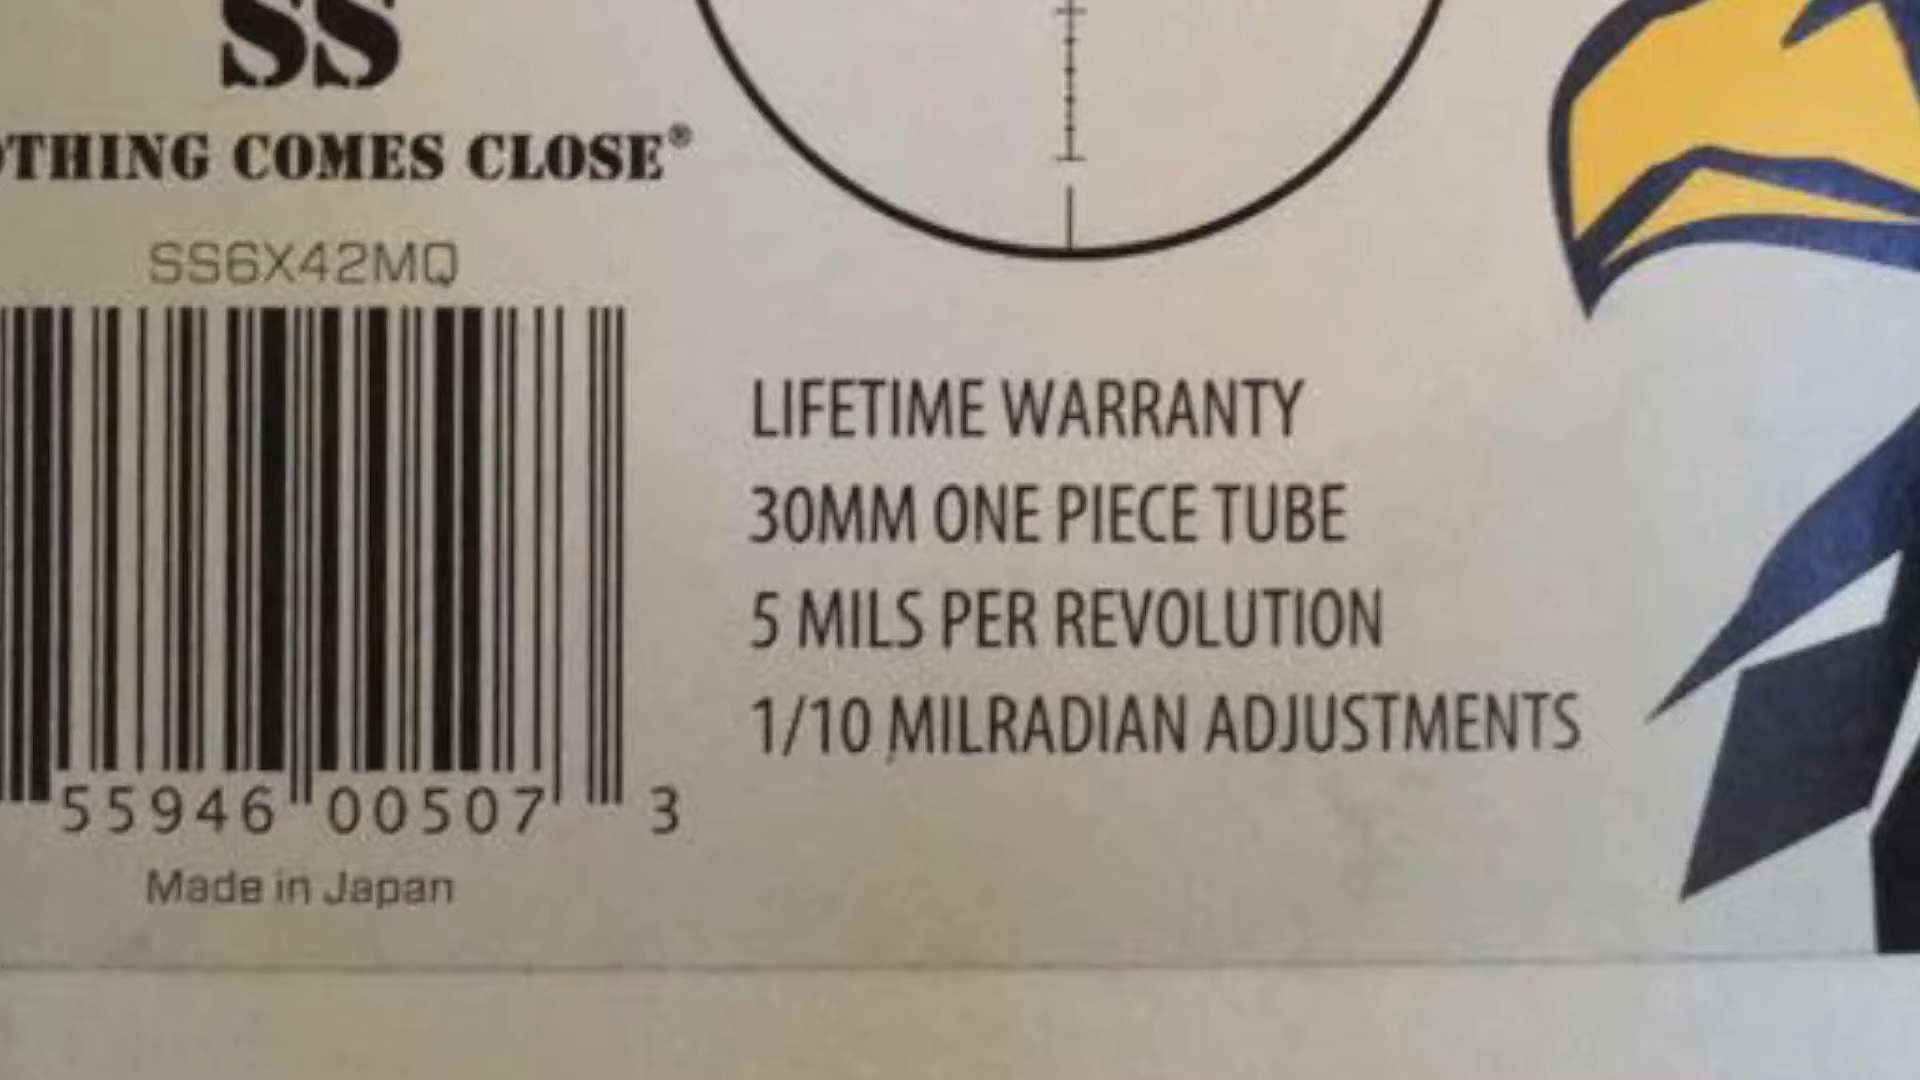 SS
OTHING COMES CLOSE®
SS6X42MQ
55946 00507 3
Made in Japan
LIFETIME WARRANTY
30MM ONE PIECE TUBE
5 MILS PER REVOLUTION
1/10 MILRADIAN ADJUSTMENTS